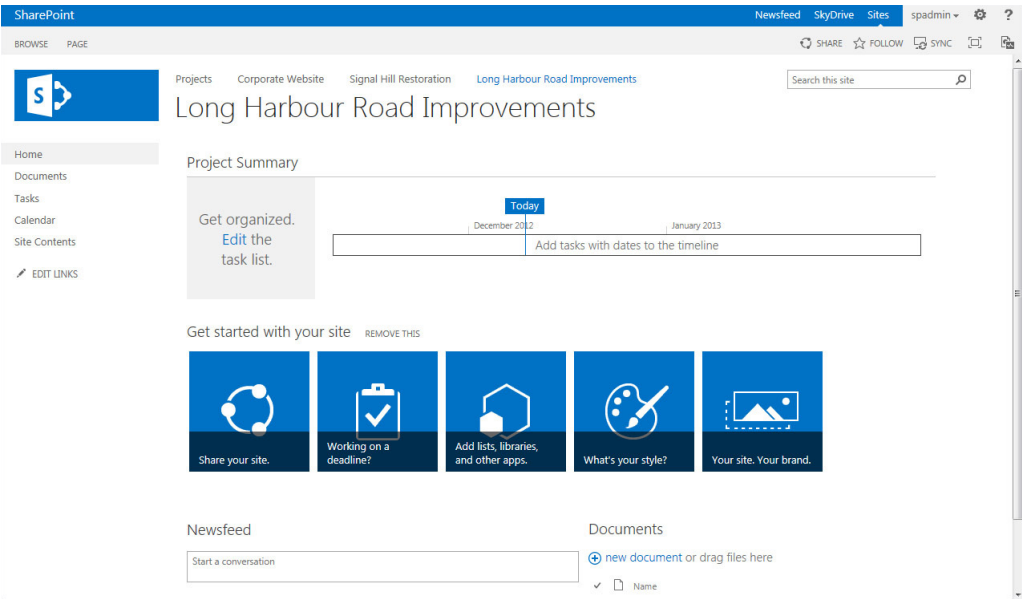 SharePoint
Newsfeed SkyDrive Sites spadmin ?
BROWSE PAGE
SHARE FOLLOW SYNC
S
Projects Corporate Website Signal Hill Restoration Long Harbour Road Improvements
Search this site
Long Harbour Road Improvements
Home
Documents
Tasks
Calendar
Site Contents
EDIT LINKS
Project Summary
Get organized.
Edit the
task list.
Today
December 2012 January 2013
Add tasks with dates to the timeline
Get started with your site REMOVE THIS
Share your site.
Working on a
deadline?
Add lists, libraries,
and other apps.
What's your style?
Your site. Your brand.
Newsfeed
Start a conversation
Documents
new document or drag files here
Name